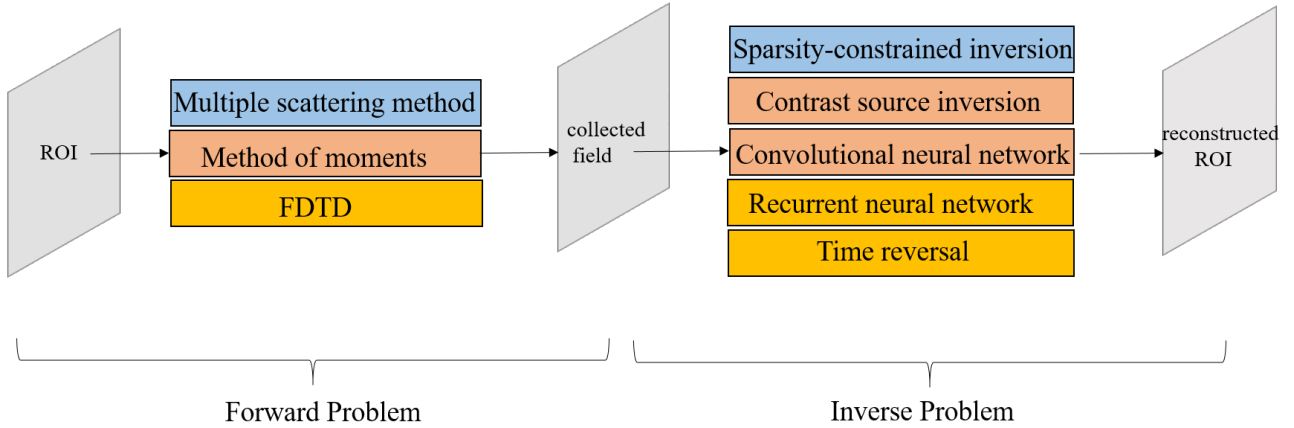 ROI
Multiple scattering method
Method of moments
FDTD
collected
field
Sparsity-constrained inversion
Contrast source inversion
Convolutional neural network
Recurrent neural network
Time reversal
reconstructed
ROI
Forward Problem
Inverse Problem